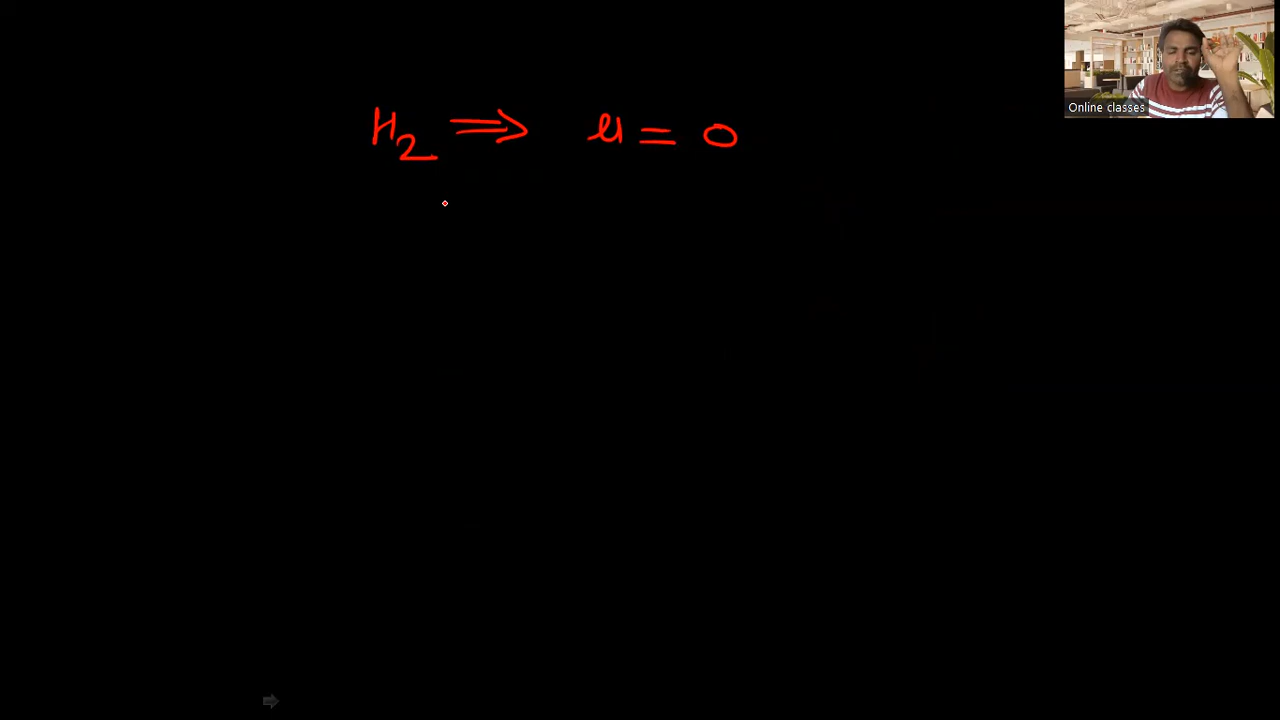 Online classes
H₂ ⇒ μ = 0